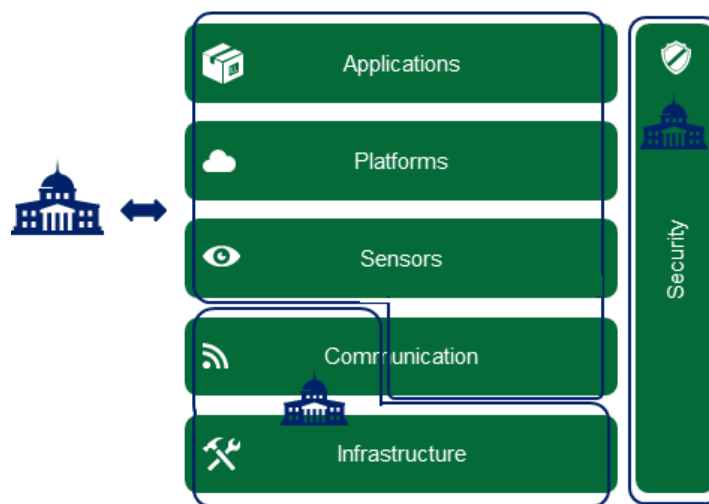 Applications
Platforms
Sensors
Communication
Infrastructure
Security